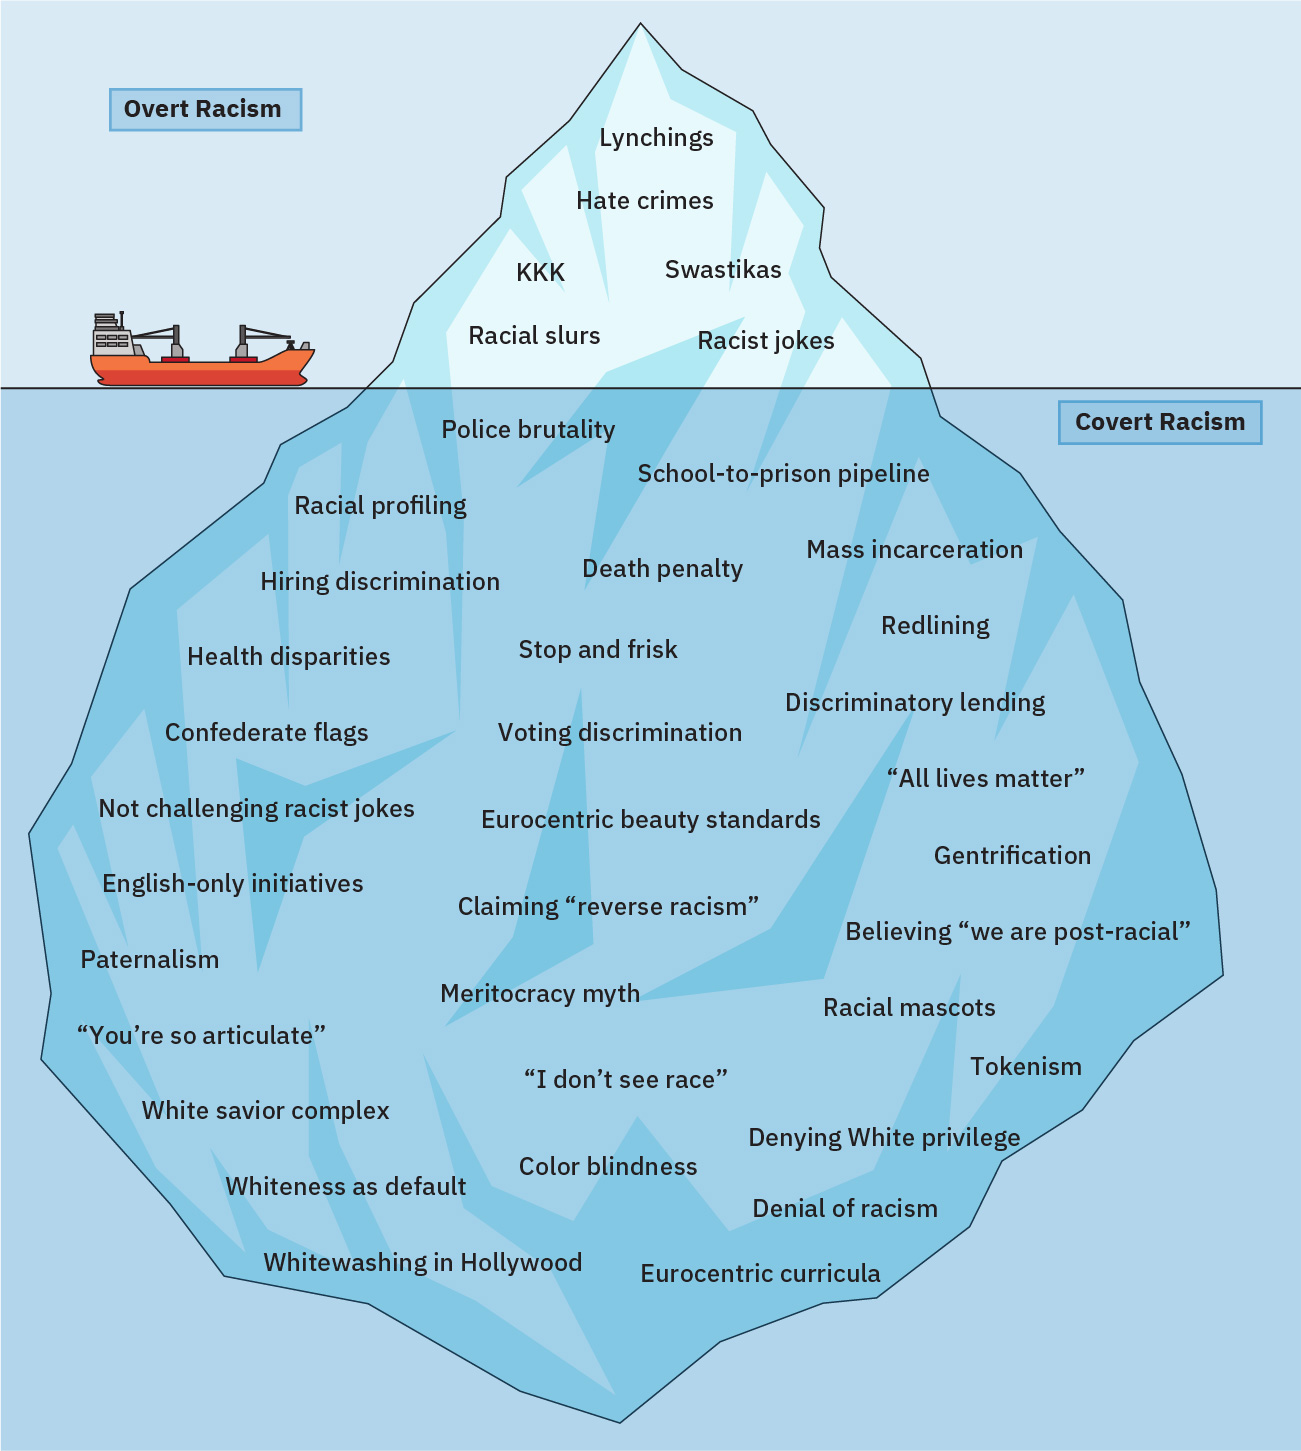 Overt Racism
Lynchings
Hate crimes
KKK
Swastikas
Racial slurs
Racist jokes
Covert Racism
Police brutality
School-to-prison pipeline
Racial profiling
Mass incarceration
Death penalty
Hiring discrimination
Redlining
Stop and frisk
Health disparities
Discriminatory lending
Confederate flags
Voting discrimination
“All lives matter”
Not challenging racist jokes
Eurocentric beauty standards
Gentrification
English-only initiatives
Claiming “reverse racism”
Believing “we are post-racial”
Paternalism
Meritocracy myth
Racial mascots
“You’re so articulate”
Tokenism
“I don’t see race”
White savior complex
Denying White privilege
Color blindness
Whiteness as default
Denial of racism
Whitewashing in Hollywood
Eurocentric curricula